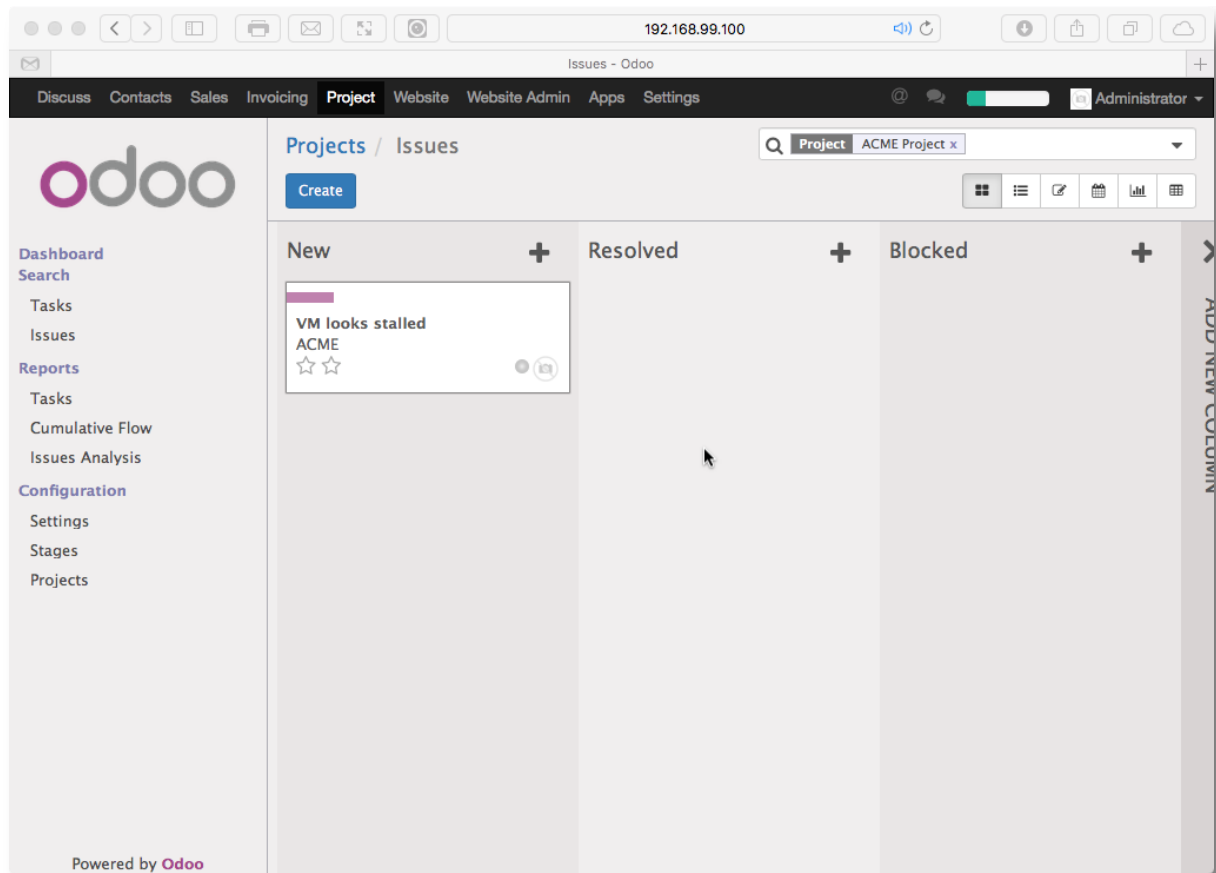 192.168.99.100
Issues - Odoo
Discuss Contacts Sales Invoicing Project Website Website Admin Apps Settings @ Administrator
odoo
Projects / Issues
Project ACME Project x
Create
Dashboard
Search
Tasks
Issues
Reports
Tasks
Cumulative Flow
Issues Analysis
Configuration
Settings
Stages
Projects
Powered by Odoo
New
VM looks stalled
ACME
Resolved
Blocked
ADD NEW COLUMN